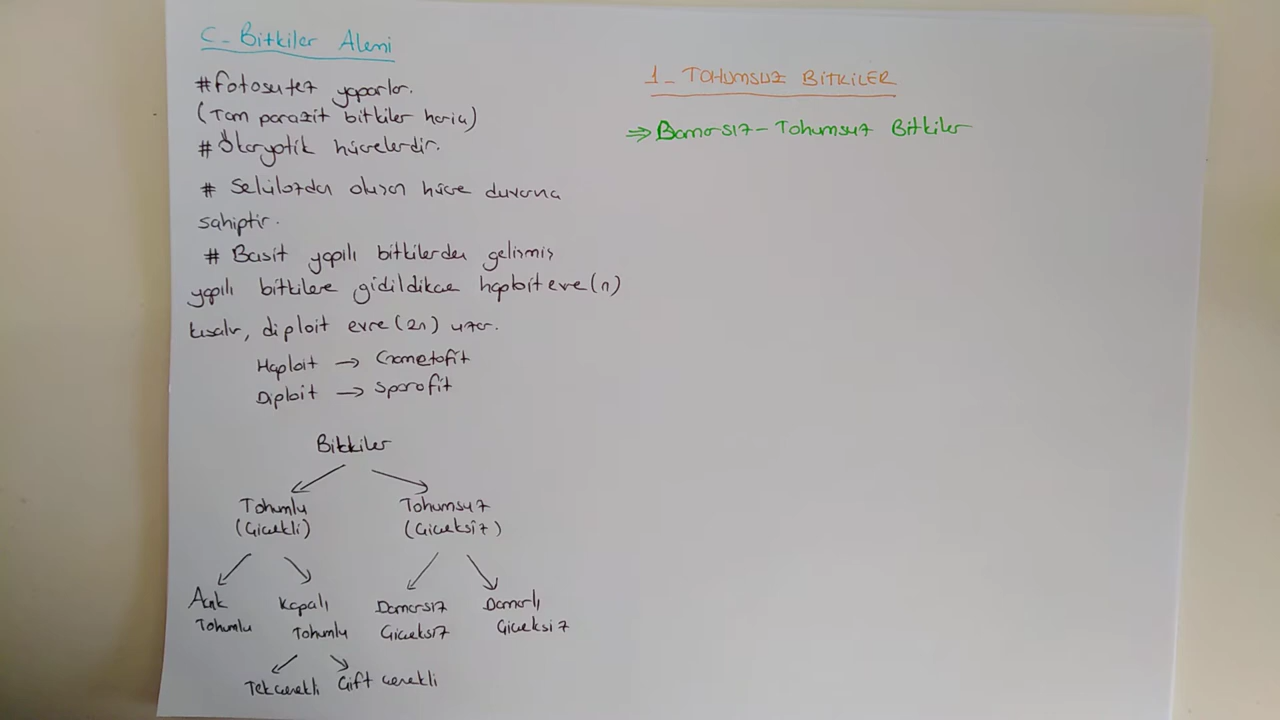 C- Bitkiler Alemi
# Fotosentez yaparlar.
(Tam parazit bitkiler hariç)
# Ökaryotik hücrelerdir.
# Selülozdan oluşan hücre duvarına
sahiptir.
# Basit yapılı bitkilerden gelişmiş
yapılı bitkilere gidildikçe haploit evre (n)
kısalır, diploit evre (2n) uzar.
Haploit → Gametofit
Diploit → Sporofit
Bitkiler
Tohumlu
(Çiçekli)
Tohumsuz
(Çiçeksiz)
Açık
Tohumlu
Kapalı
Tohumlu
Damarsız
Çiçeksiz
Damarlı
Çiçeksiz
Tek çenekli
Çift çenekli
1- TOHUMSUZ BİTKİLER
⇒ Damarsız - Tohumsuz Bitkiler